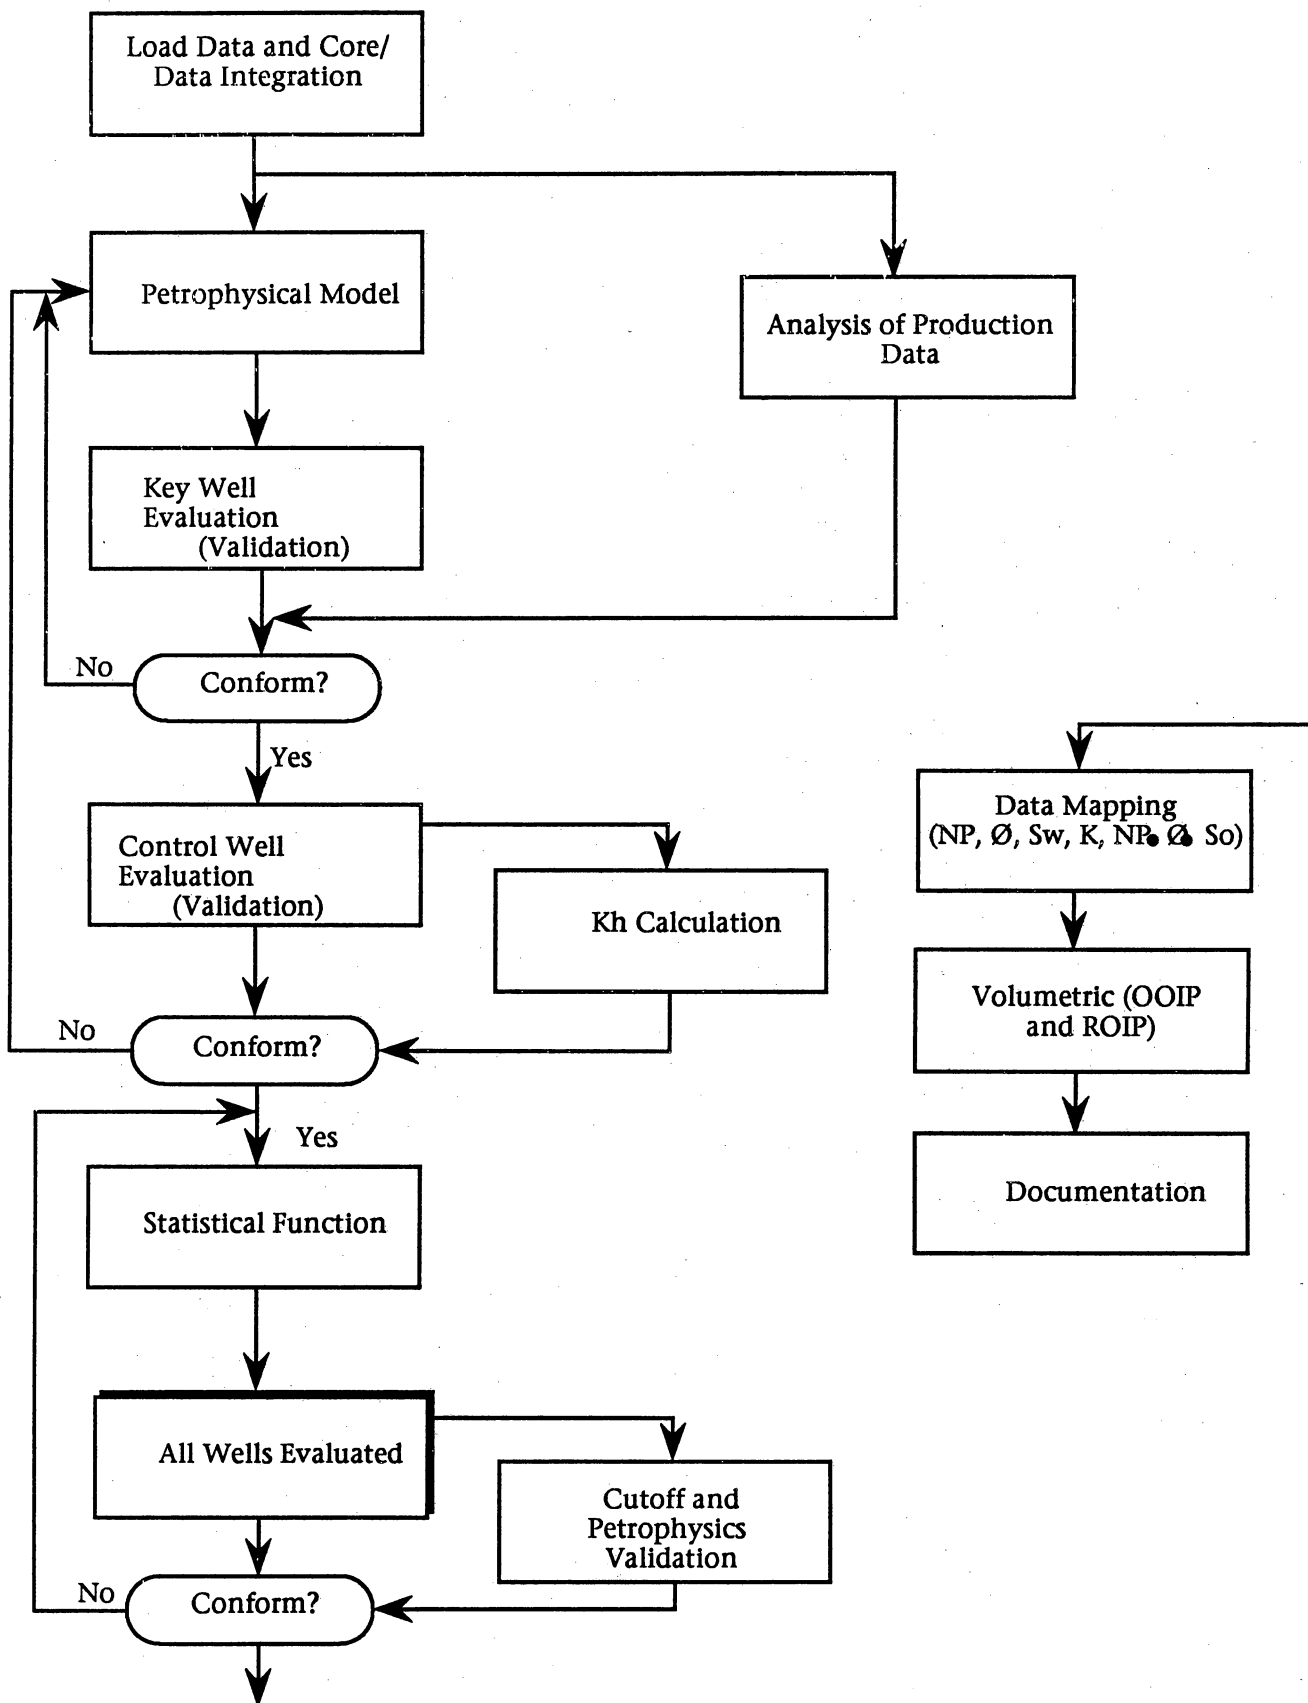 Load Data and Core/
Data Integration
Petrophysical Model
Analysis of Production
Data
Key Well
Evaluation
(Validation)
No
Conform?
Yes
Control Well
Evaluation
(Validation)
Kh Calculation
No
Conform?
Yes
Statistical Function
All Wells Evaluated
Cutoff and
Petrophysics
Validation
No
Conform?
Data Mapping
(NP, Ø, Sw, K, NP• Ø• So)
Volumetric (OOIP
and ROIP)
Documentation